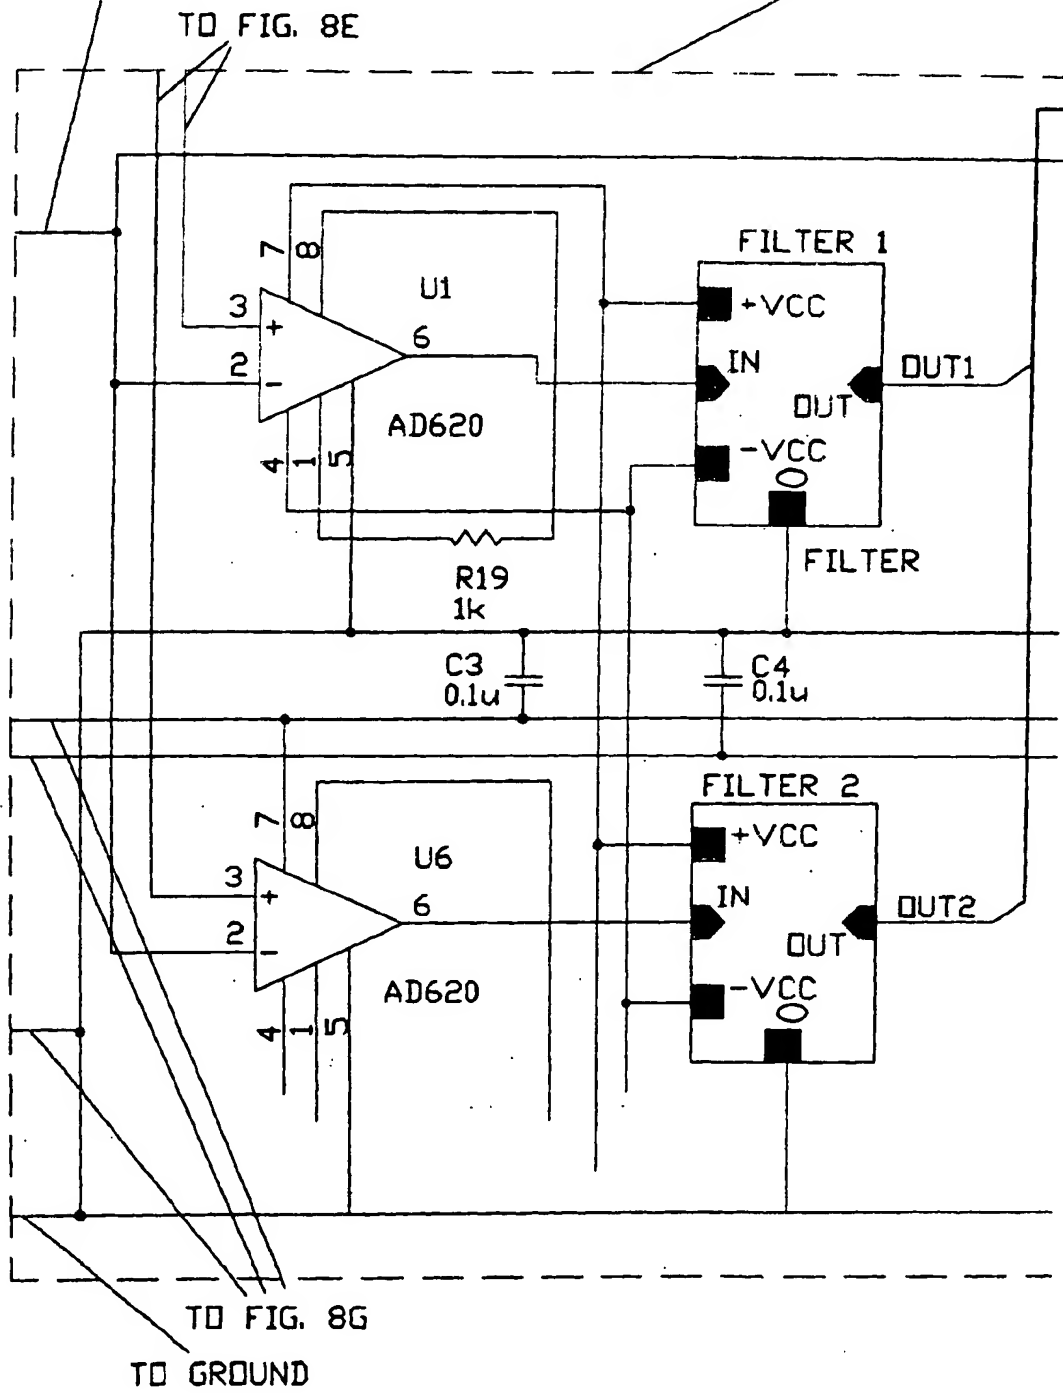 TO FIG. 8E
7
8
FILTER 1
U1
3
+
+VCC
6
2
-
IN
OUT1
OUT
AD620
4
1
5
-VCC
FILTER
R19
1k
C3
0.1u
C4
0.1u
7
8
FILTER 2
+VCC
U6
3
+
6
IN
OUT2
2
-
OUT
AD620
-VCC
4
1
5
TO FIG. 8G
TO GROUND